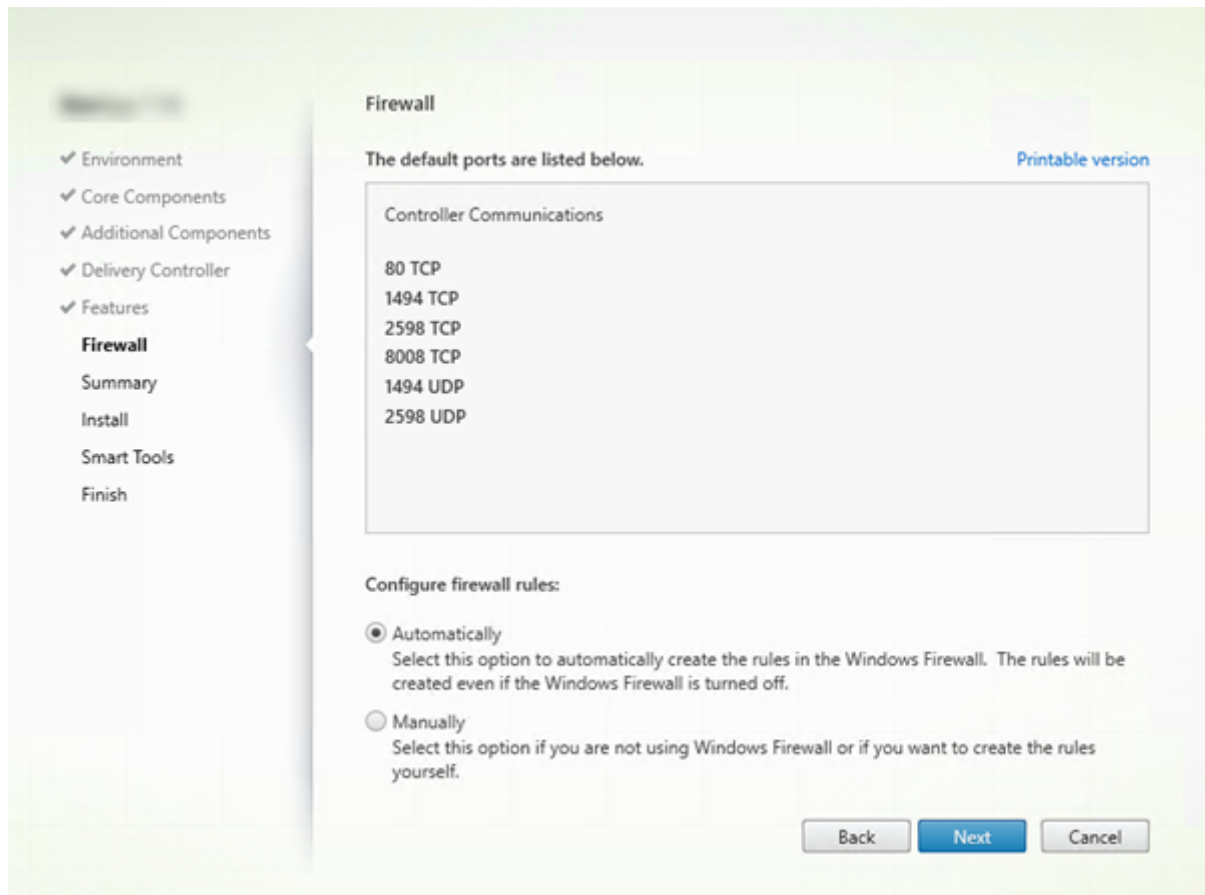 Environment
Core Components
Additional Components
Delivery Controller
Features
Firewall
Summary
Install
Smart Tools
Finish
Firewall
The default ports are listed below.
Printable version
Controller Communications
80 TCP
1494 TCP
2598 TCP
8008 TCP
1494 UDP
2598 UDP
Configure firewall rules:
Automatically
Select this option to automatically create the rules in the Windows Firewall.  The rules will be
created even if the Windows Firewall is turned off.
Manually
Select this option if you are not using Windows Firewall or if you want to create the rules
yourself.
Back
Next
Cancel